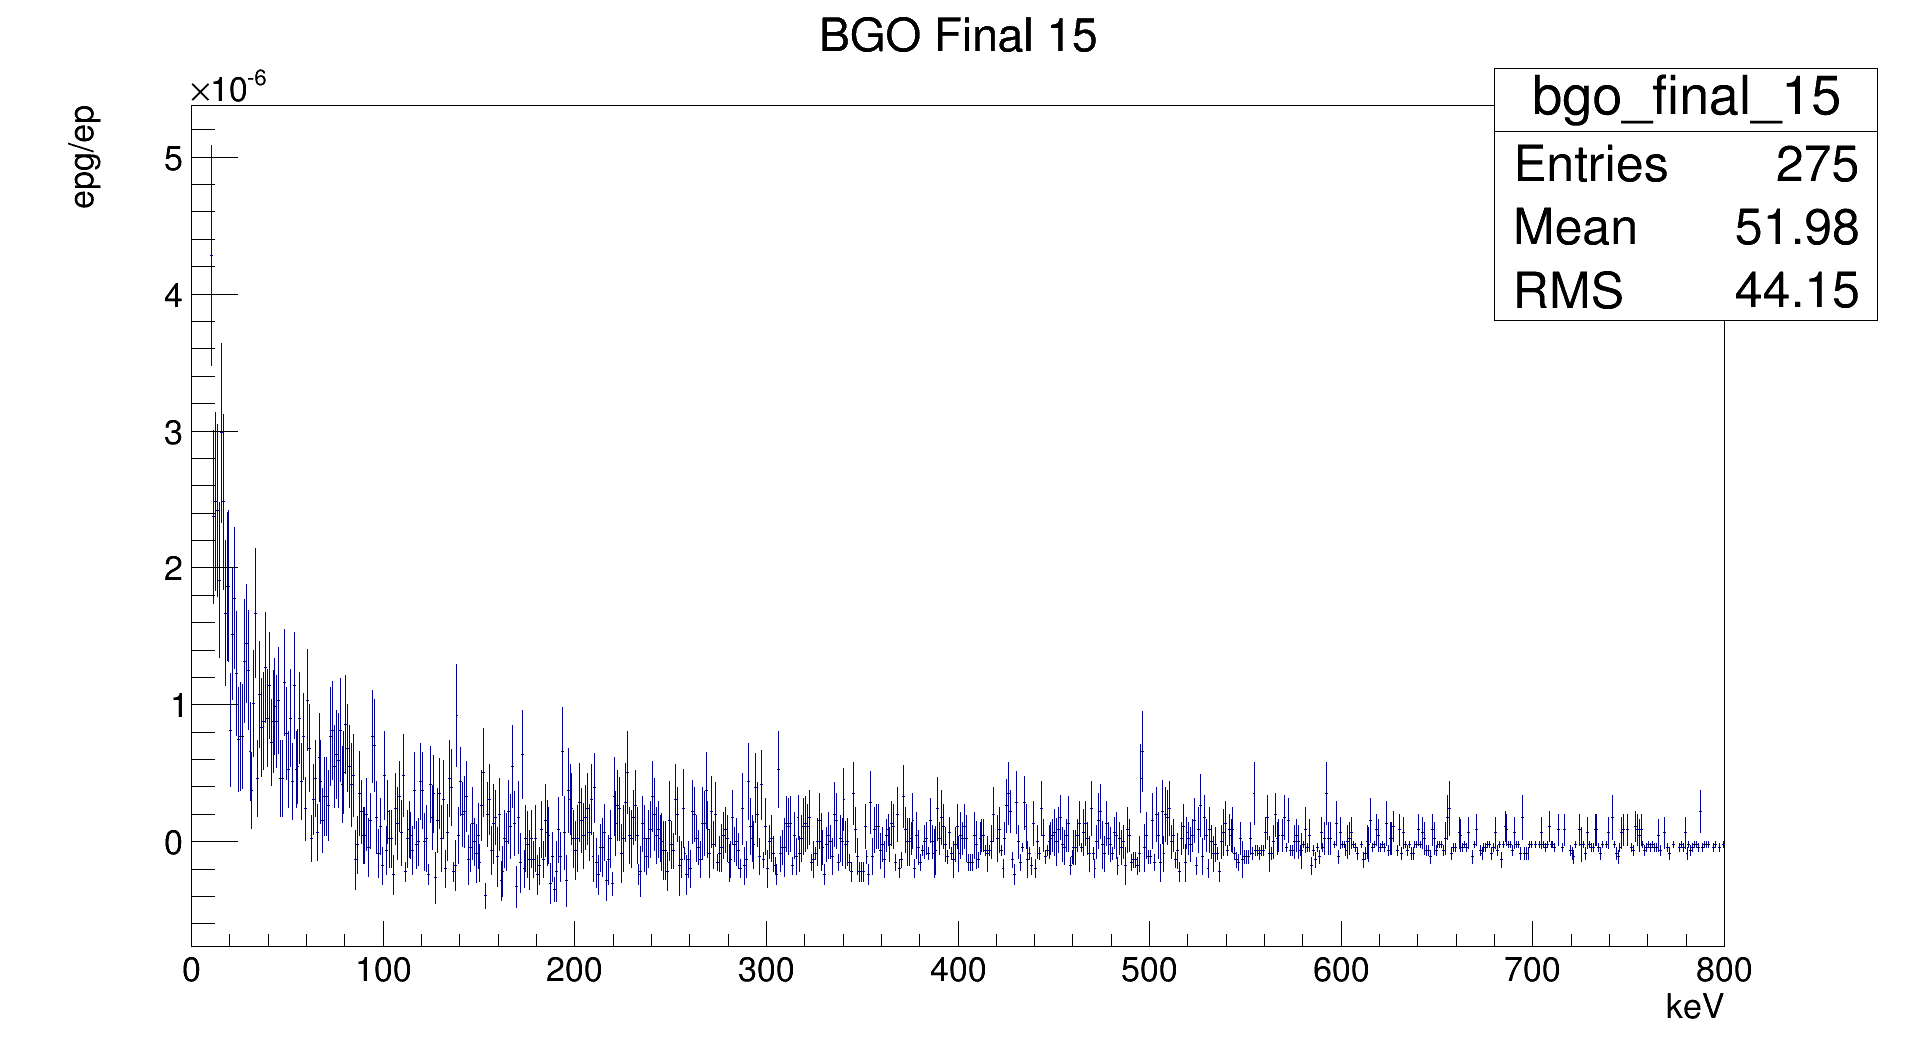 BGO Final 15
×10-6
epg/ep
bgo_final_15
Entries 275
Mean 51.98
RMS 44.15
5
4
3
2
1
0
0 100 200 300 400 500 600 700 800
keV